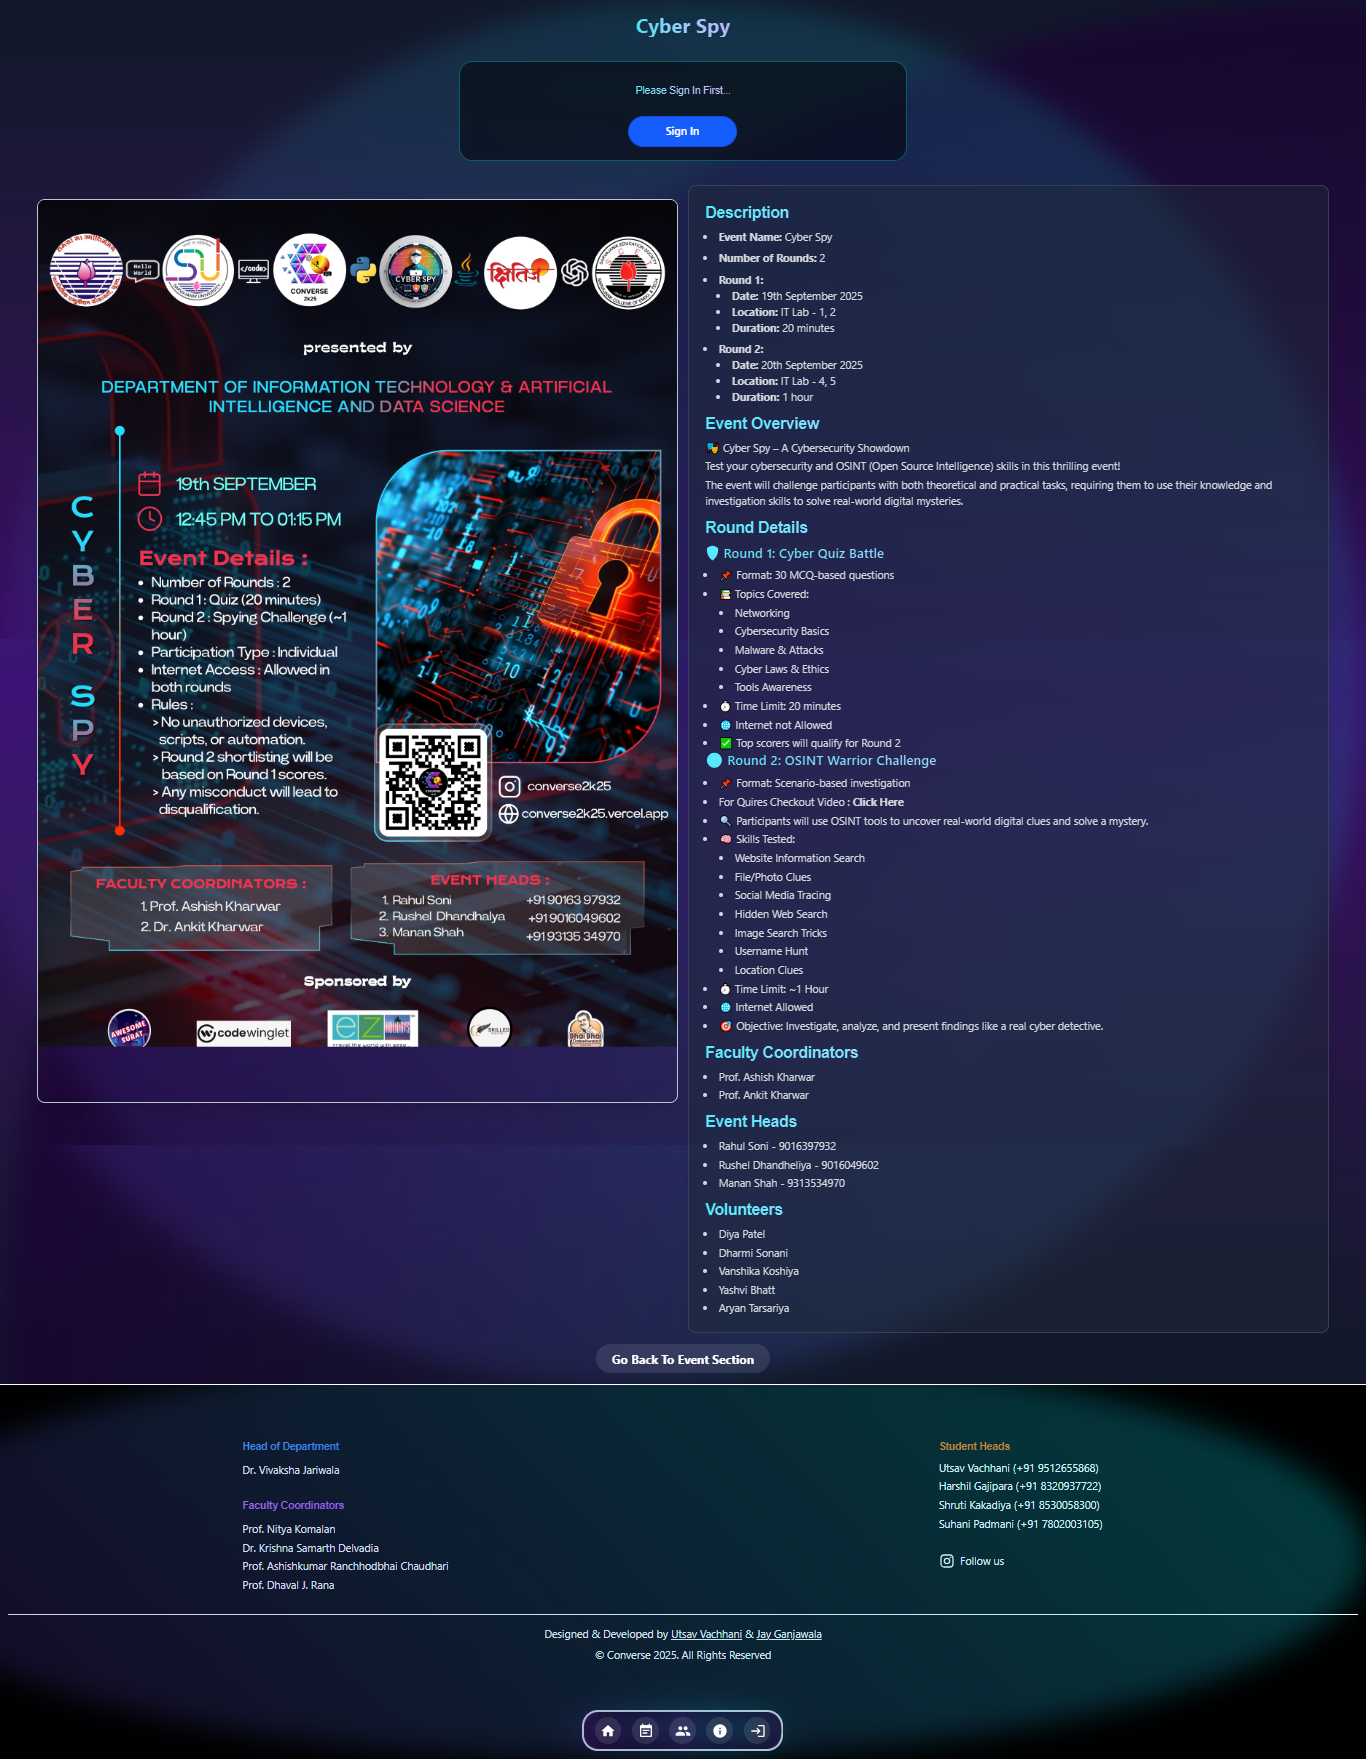 Cyber Spy
Please Sign In First...
Sign In
Hello
World
</code>
CONVERSE
2k25
CYBER SPY
क्षितिज
presented by
DEPARTMENT OF INFORMATION TECHNOLOGY & ARTIFICIAL
INTELLIGENCE AND DATA SCIENCE
CYBER SPY
19th SEPTEMBER
12:45 PM TO 01:15 PM
Event Details :
• Number of Rounds : 2
• Round 1 : Quiz (20 minutes)
• Round 2 : Spying Challenge (~1
hour)
• Participation Type : Individual
• Internet Access : Allowed in
both rounds
• Rules :
> No unauthorized devices,
scripts, or automation.
> Round 2 shortlisting will be
based on Round 1 scores.
> Any misconduct will lead to
disqualification.
converse2k25
converse2k25.vercel.app
FACULTY COORDINATORS :
1. Prof. Ashish Kharwar
2. Dr. Ankit Kharwar
EVENT HEADS :
1. Rahul Soni +91 90163 97932
2. Rushel Dhandhalya +91 9016049602
3. Manan Shah +91 93135 34970
Sponsored by
AWESOME
SURAT
codewinglet
ez
SKILLED
Bhai Bhai
Description
• Event Name: Cyber Spy
• Number of Rounds: 2
• Round 1:
• Date: 19th September 2025
• Location: IT Lab - 1, 2
• Duration: 20 minutes
• Round 2:
• Date: 20th September 2025
• Location: IT Lab - 4, 5
• Duration: 1 hour
Event Overview
🎭 Cyber Spy – A Cybersecurity Showdown
Test your cybersecurity and OSINT (Open Source Intelligence) skills in this thrilling event!
The event will challenge participants with both theoretical and practical tasks, requiring them to use their knowledge and
investigation skills to solve real-world digital mysteries.
Round Details
Round 1: Cyber Quiz Battle
• 📌 Format: 30 MCQ-based questions
• 📚 Topics Covered:
• Networking
• Cybersecurity Basics
• Malware & Attacks
• Cyber Laws & Ethics
• Tools Awareness
• ⏱ Time Limit: 20 minutes
• 🌐 Internet not Allowed
• ✅ Top scorers will qualify for Round 2
Round 2: OSINT Warrior Challenge
• 📌 Format: Scenario-based investigation
• For Quires Checkout Video : Click Here
• 🔍 Participants will use OSINT tools to uncover real-world digital clues and solve a mystery.
• 🧠 Skills Tested:
• Website Information Search
• File/Photo Clues
• Social Media Tracing
• Hidden Web Search
• Image Search Tricks
• Username Hunt
• Location Clues
• ⏱ Time Limit: ~1 Hour
• 🌐 Internet Allowed
• 🎯 Objective: Investigate, analyze, and present findings like a real cyber detective.
Faculty Coordinators
• Prof. Ashish Kharwar
• Prof. Ankit Kharwar
Event Heads
• Rahul Soni - 9016397932
• Rushel Dhandheliya - 9016049602
• Manan Shah - 9313534970
Volunteers
• Diya Patel
• Dharmi Sonani
• Vanshika Koshiya
• Yashvi Bhatt
• Aryan Tarsariya
Go Back To Event Section
Head of Department
Dr. Vivaksha Jariwala
Faculty Coordinators
Prof. Nitya Komalan
Dr. Krishna Samarth Delvadia
Prof. Ashishkumar Ranchhodbhai Chaudhari
Prof. Dhaval J. Rana
Student Heads
Utsav Vachhani (+91 9512655868)
Harshil Gajipara (+91 8320937722)
Shruti Kakadiya (+91 8530058300)
Suhani Padmani (+91 7802003105)
Follow us
Designed & Developed by Utsav Vachhani & Jay Ganjawala
© Converse 2025. All Rights Reserved